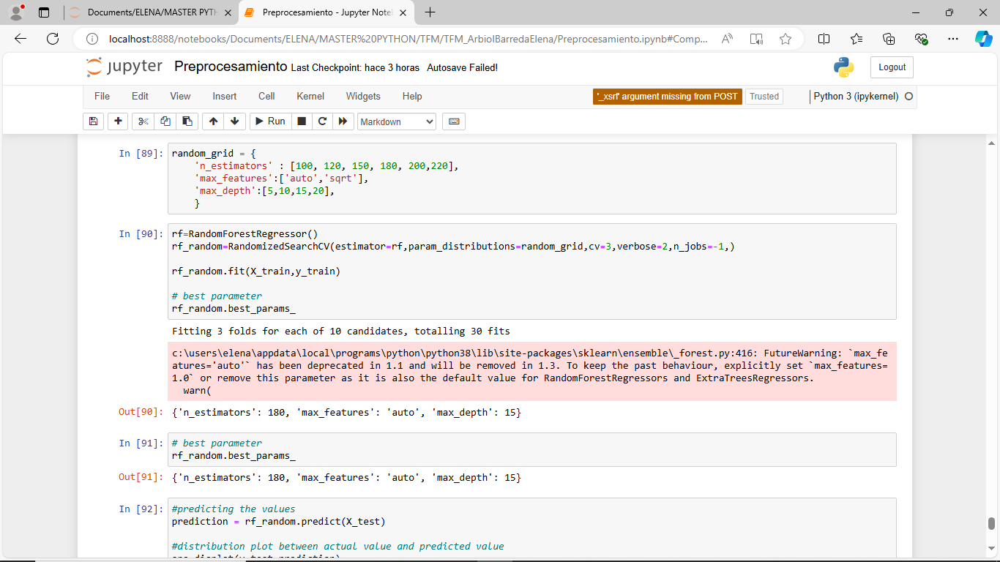 Documents/ELENA/MASTER PYTH
Preprocesamiento - Jupyter Note
localhost:8888/notebooks/Documents/ELENA/MASTER%20PYTHON/TFM/TFM_ArbiolBarredaElena/Preprocesamiento.ipynb#Comp...
jupyter Preprocesamiento Last Checkpoint: hace 3 horas Autosave Failed!
Logout
File Edit View Insert Cell Kernel Widgets Help
'_xsrf' argument missing from POST
Trusted
Python 3 (ipykernel)
Run
Markdown
In [89]: random_grid = {
'n_estimators' : [100, 120, 150, 180, 200,220],
'max_features':['auto','sqrt'],
'max_depth':[5,10,15,20],
}
In [90]: rf=RandomForestRegressor()
rf_random=RandomizedSearchCV(estimator=rf,param_distributions=random_grid,cv=3,verbose=2,n_jobs=-1,)
rf_random.fit(X_train,y_train)
# best parameter
rf_random.best_params_
Fitting 3 folds for each of 10 candidates, totalling 30 fits
c:\users\elena\appdata\local\programs\python\python38\lib\site-packages\sklearn\ensemble\_forest.py:416: FutureWarning: `max_fe
atures='auto'` has been deprecated in 1.1 and will be removed in 1.3. To keep the past behaviour, explicitly set `max_features=
1.0` or remove this parameter as it is also the default value for RandomForestRegressors and ExtraTreesRegressors.
warn(
Out[90]: {'n_estimators': 180, 'max_features': 'auto', 'max_depth': 15}
In [91]: # best parameter
rf_random.best_params_
Out[91]: {'n_estimators': 180, 'max_features': 'auto', 'max_depth': 15}
In [92]: #predicting the values
prediction = rf_random.predict(X_test)
#distribution plot between actual value and predicted value